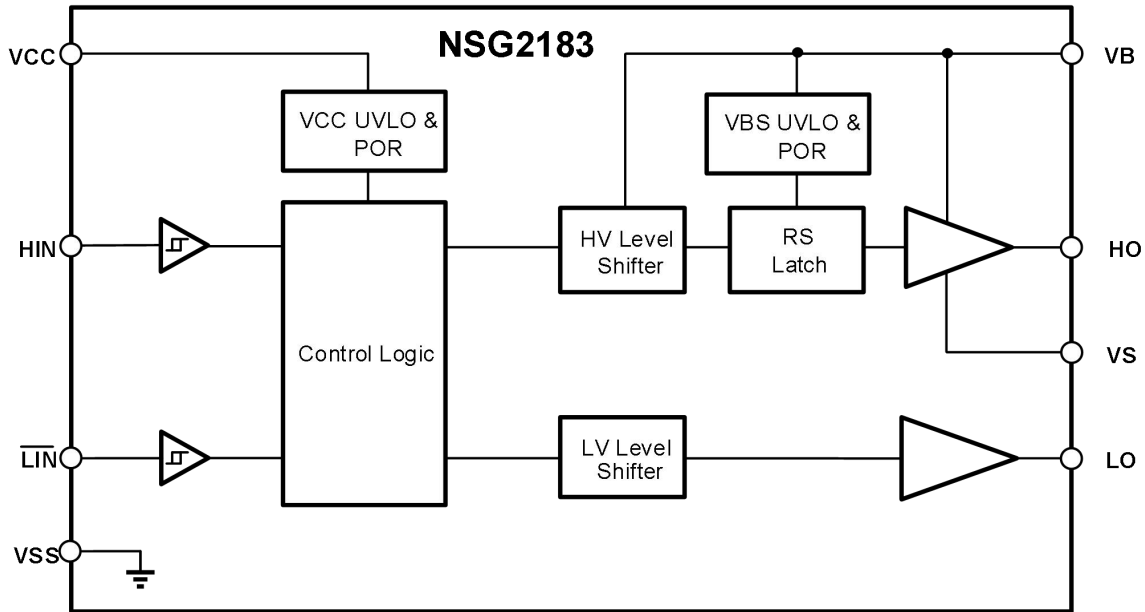 NSG2183
VCC
VB
VCC UVLO &
POR
VBS UVLO &
POR
HIN
HV Level
Shifter
RS
Latch
HO
Control Logic
VS
L̅I̅N̅
LV Level
Shifter
LO
VSS